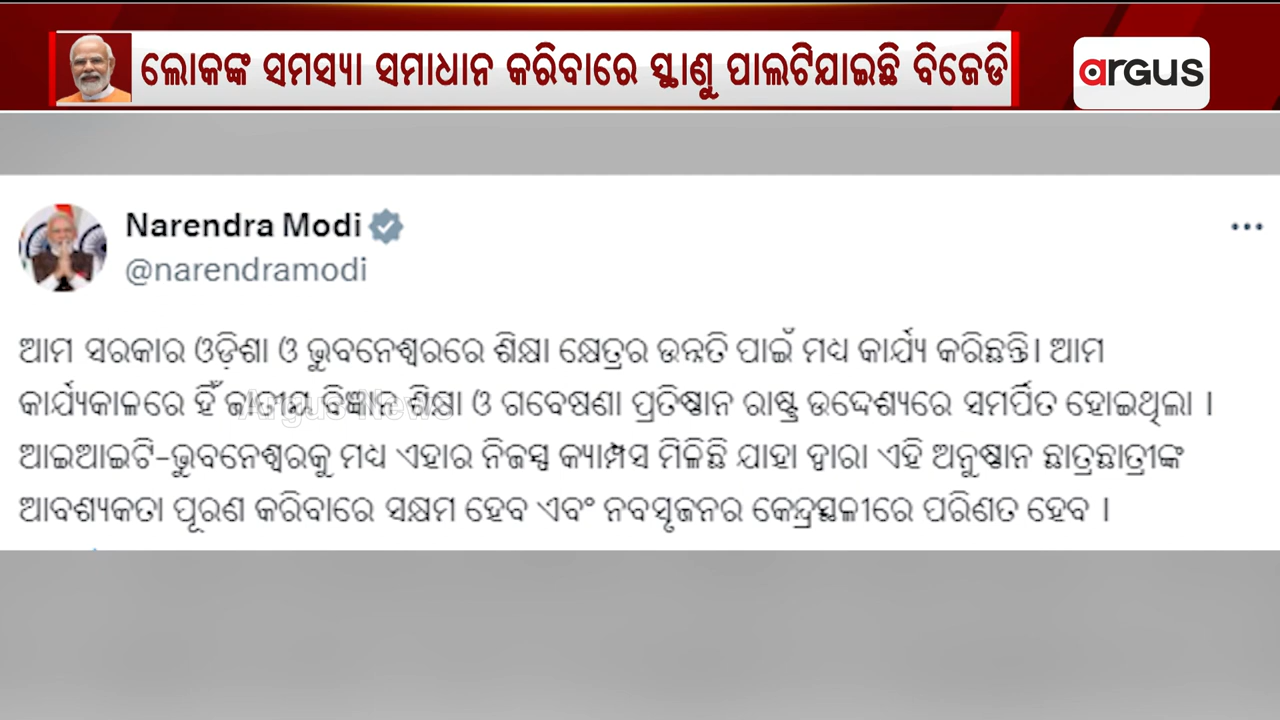 ଲୋକଙ୍କ ସମସ୍ୟା ସମାଧାନ କରିବାରେ ସ୍ଥାଣୁ ପାଲଟିଯାଇଛି ବିଜେଡି
argus
Narendra Modi
@narendramodi
ଆମ ସରକାର ଓଡ଼ିଶା ଓ ଭୁବନେଶ୍ୱରରେ ଶିକ୍ଷା କ୍ଷେତ୍ରର ଉନ୍ନତି ପାଇଁ ମଧ୍ୟ କାର୍ଯ୍ୟ କରିଛନ୍ତି। ଆମ
କାର୍ଯ୍ୟକାଳରେ ହିଁ ଜାତୀୟ ବିଜ୍ଞାନ ଶିକ୍ଷା ଓ ଗବେଷଣା ପ୍ରତିଷ୍ଠାନ ରାଷ୍ଟ୍ର ଉଦ୍ଦେଶ୍ୟରେ ସମର୍ପିତ ହୋଇଥିଲା ।
Argus News
ଆଇଆଇଟି-ଭୁବନେଶ୍ୱରକୁ ମଧ୍ୟ ଏହାର ନିଜସ୍ୱ କ୍ୟାମ୍ପସ ମିଳିଛି ଯାହା ଦ୍ୱାରା ଏହି ଅନୁଷ୍ଠାନ ଛାତ୍ରଛାତ୍ରୀଙ୍କ
ଆବଶ୍ୟକତା ପୂରଣ କରିବାରେ ସକ୍ଷମ ହେବ ଏବଂ ନବସୃଜନର କେନ୍ଦ୍ରସ୍ଥଳୀରେ ପରିଣତ ହେବ ।